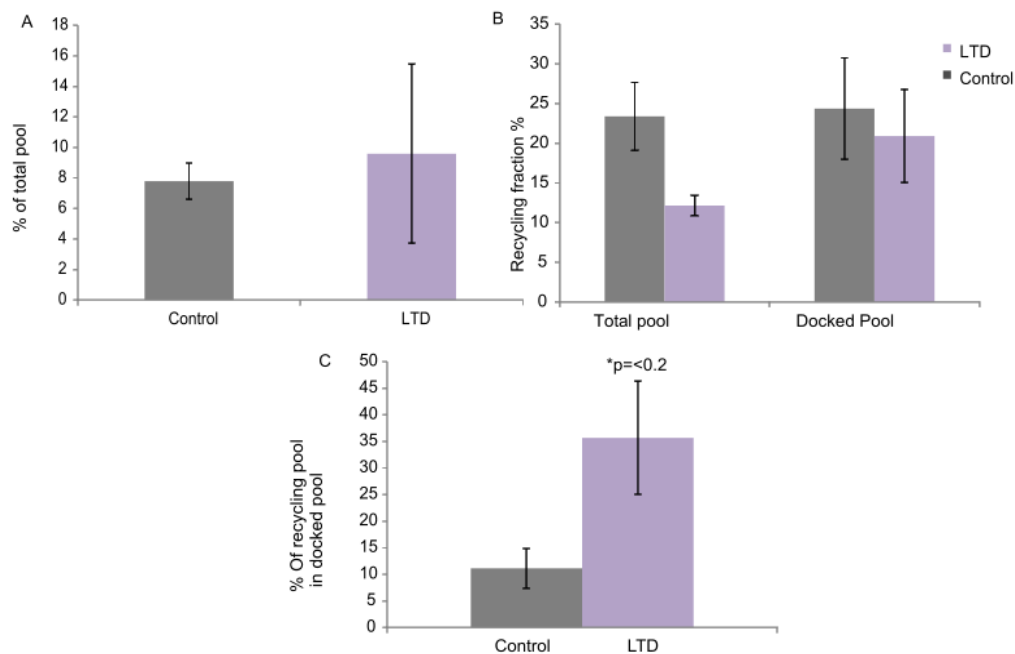 A
% of total pool
18
16
14
12
10
8
6
4
2
0
Control
LTD
B
Recycling fraction %
35
30
25
20
15
10
5
0
Total pool
Docked Pool
LTD
Control
C
% Of recycling pool
in docked pool
50
45
40
35
30
25
20
15
10
5
0
*p=<0.2
Control
LTD